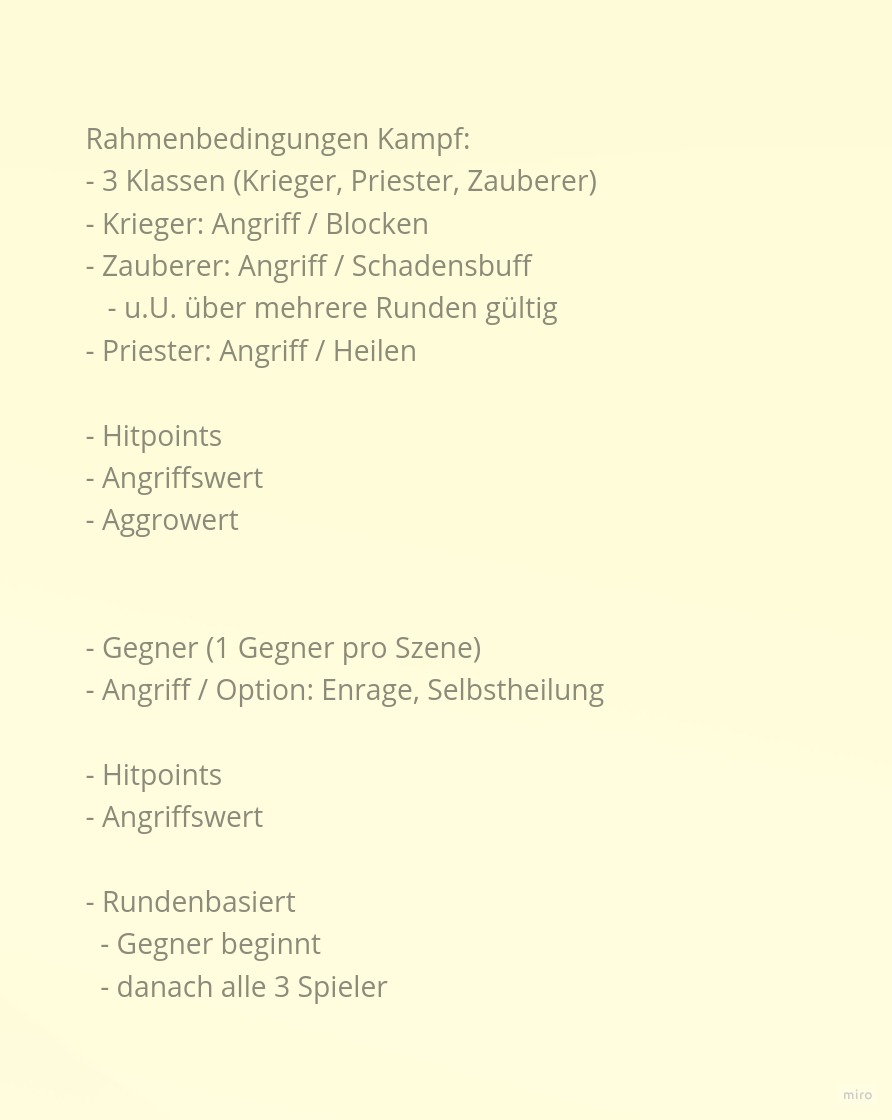 Rahmenbedingungen Kampf:
- 3 Klassen (Krieger, Priester, Zauberer)
- Krieger: Angriff / Blocken
- Zauberer: Angriff / Schadensbuff
- u.U. über mehrere Runden gültig
- Priester: Angriff / Heilen
- Hitpoints
- Angriffswert
- Aggrowert
- Gegner (1 Gegner pro Szene)
- Angriff / Option: Enrage, Selbstheilung
- Hitpoints
- Angriffswert
- Rundenbasiert
- Gegner beginnt
- danach alle 3 Spieler
miro